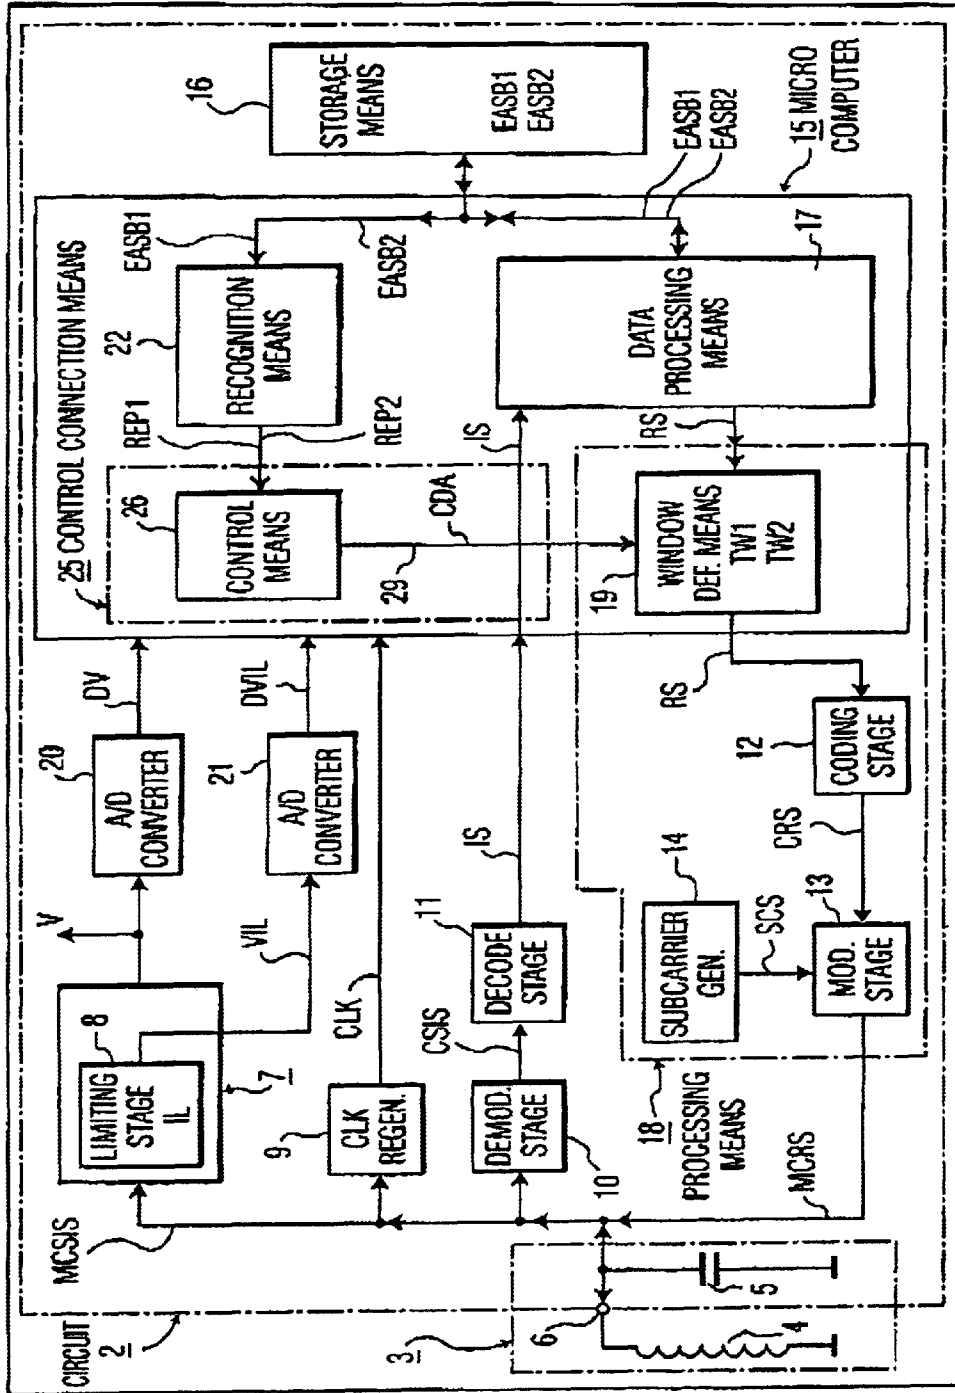 CIRCUIT
2
MCSIS
LIMITING
STAGE
IL
8
7
V
20
A/D
CONVERTER
DV
VIL
21
A/D
CONVERTER
DVIL
9
CLK
REGEN.
CLK
10
DEMOD.
STAGE
CSIS
11
DECODE
STAGE
IS
IS
25 CONTROL CONNECTION MEANS
26
CONTROL
MEANS
REP1
REP2
22
RECOGNITION
MEANS
EASB1
EASB2
16
STORAGE
MEANS
EASB1
EASB2
EASB1
EASB2
15 MICRO
COMPUTER
29
CDA
17
DATA
PROCESSING
MEANS
RS
19
WINDOW
DEF. MEANS
TW1
TW2
RS
12
CODING
STAGE
CRS
14
SUBCARRIER
GEN.
SCS
13
MOD.
STAGE
18
PROCESSING
MEANS
MCRS
3
6
5
4